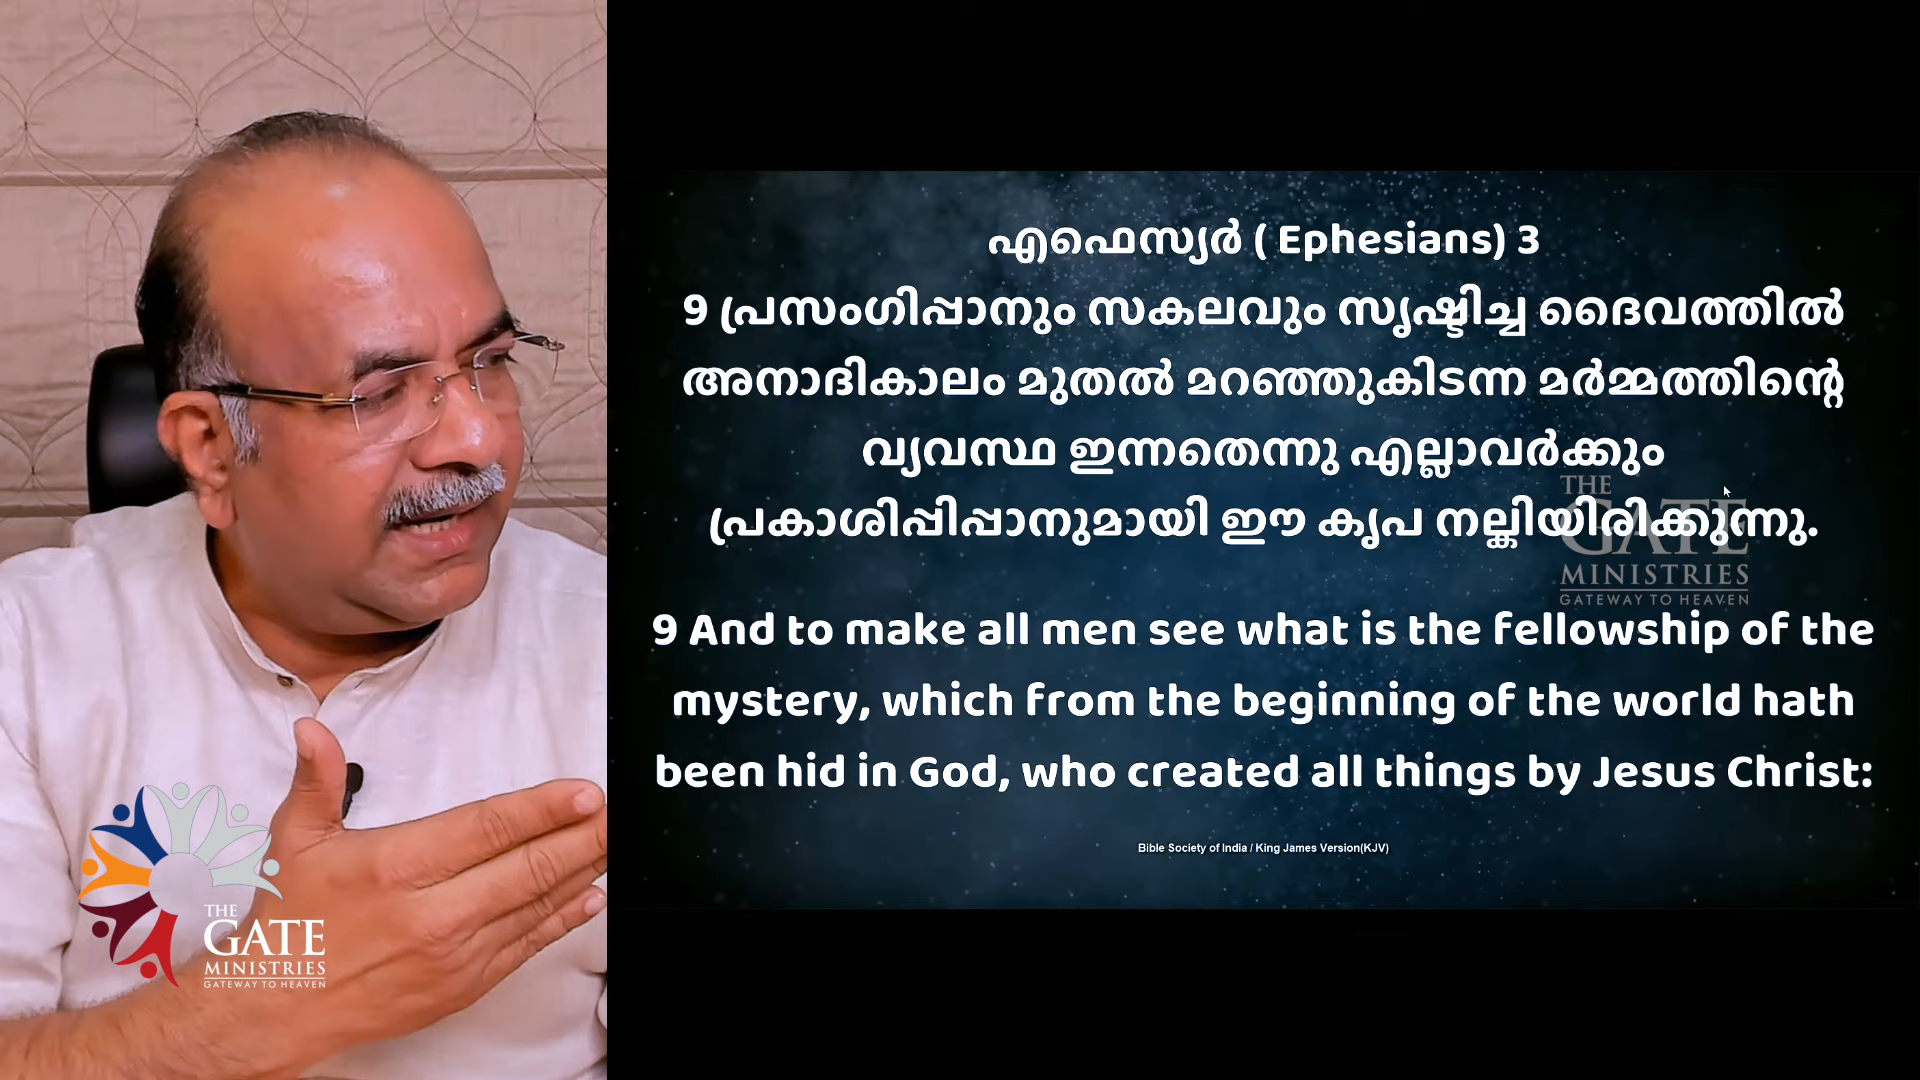 എഫെസ്യർ ( Ephesians) 3
9 പ്രസംഗിപ്പാനും സകലവും സൃഷ്ടിച്ച ദൈവത്തിൽ
അനാദികാലം മുതൽ മറഞ്ഞുകിടന്ന മർമ്മത്തിന്റെ
വ്യവസ്ഥ ഇന്നതെന്നു എല്ലാവർക്കും
പ്രകാശിപ്പിപ്പാനുമായി ഈ കൃപ നല്കിയിരിക്കുന്നു.
THE
GATE
MINISTRIES
GATEWAY TO HEAVEN
9 And to make all men see what is the fellowship of the
mystery, which from the beginning of the world hath
been hid in God, who created all things by Jesus Christ:
Bible Society of India / King James Version(KJV)
THE
GATE
MINISTRIES
GATEWAY TO HEAVEN